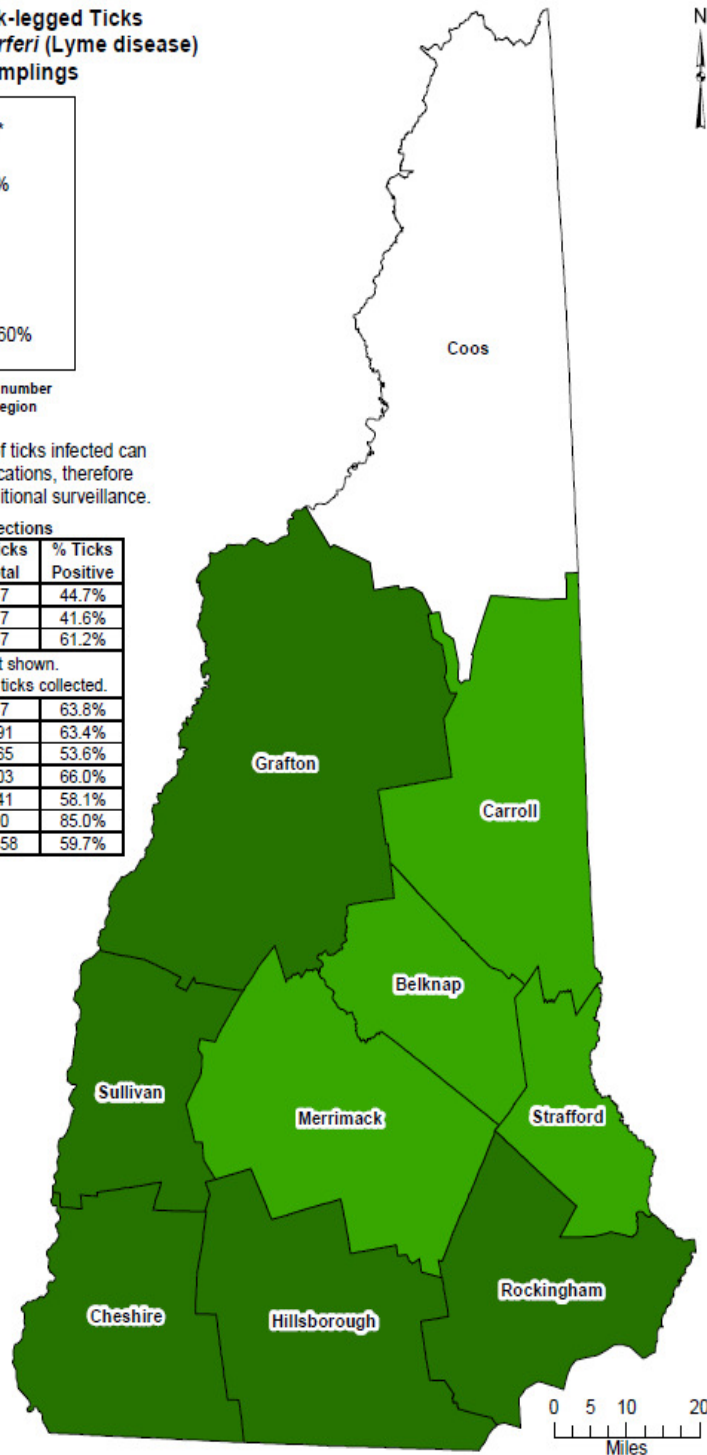 k-legged Ticks
rferi (Lyme disease)
mplings
N
*
%
60%
number
egion
f ticks infected can
cations, therefore
itional surveillance.
ections
icks % Ticks
tal Positive
7 44.7%
7 41.6%
7 61.2%
t shown.
ticks collected.
7 63.8%
91 63.4%
65 53.6%
03 66.0%
41 58.1%
0 85.0%
58 59.7%
Coos
Grafton
Carroll
Belknap
Sullivan
Merrimack
Strafford
Rockingham
Cheshire
Hillsborough
0 5 10 20
Miles